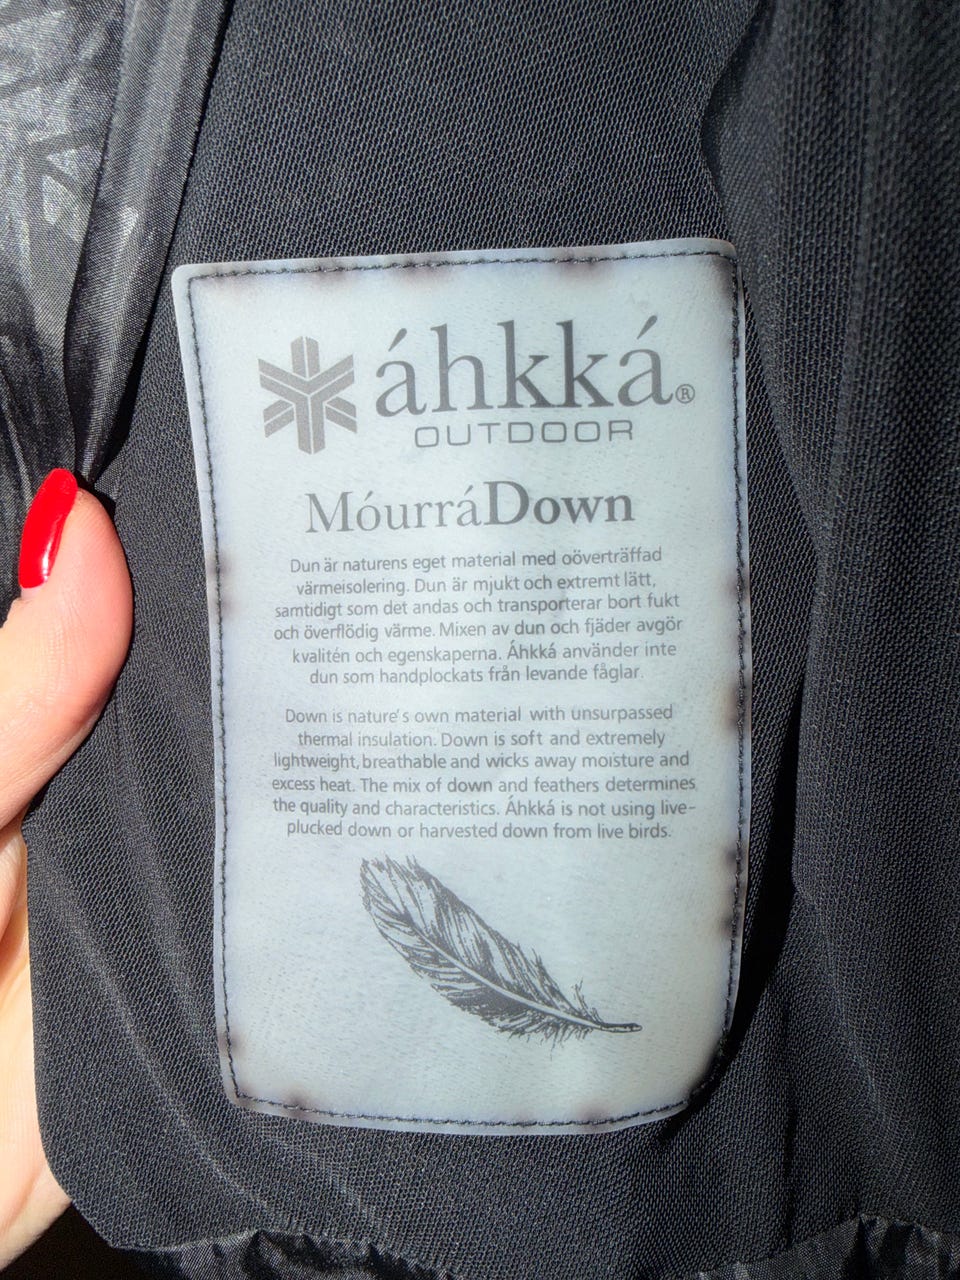 áhkká®
OUTDOOR
MóurráDown
Dun är naturens eget material med oöverträffad
värmeisolering. Dun är mjukt och extremt lätt,
samtidigt som det andas och transporterar bort fukt
och överflödig värme. Mixen av dun och fjäder avgör
kvalitén och egenskaperna. Áhkká använder inte
dun som handplockats från levande fåglar.
Down is nature's own material with unsurpassed
thermal insulation. Down is soft and extremely
lightweight, breathable and wicks away moisture and
excess heat. The mix of down and feathers determines
the quality and characteristics. Áhkká is not using live-
plucked down or harvested down from live birds.